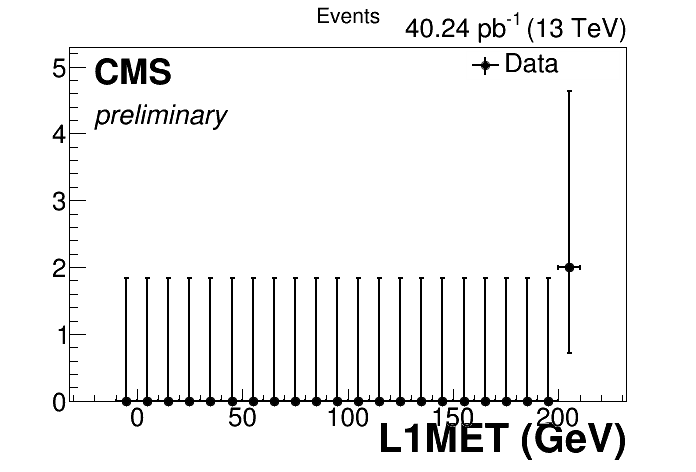 Events
40.24 pb-1 (13 TeV)
CMS
Data
preliminary
5
4
3
2
1
0
0 50 100 150 200
L1MET (GeV)